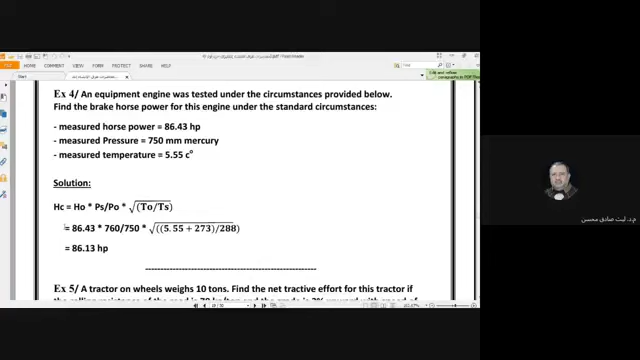 HOME COMMENT VIEW FORM PROTECT SHARE HELP
Start
Ex 4/ An equipment engine was tested under the circumstances provided below.
Find the brake horse power for this engine under the standard circumstances:
- measured horse power = 86.43 hp
- measured Pressure = 750 mm mercury
- measured temperature = 5.55 c°
Solution:
Hc = Ho * Ps/Po * √(To/Ts)
= 86.43 * 760/750 * √((5.55 + 273)/288)
= 86.13 hp
------------------------------------------------------
Ex 5/ A tractor on wheels weighs 10 tons. Find the net tractive effort for this tractor if
م.د. ليث صادق محسن